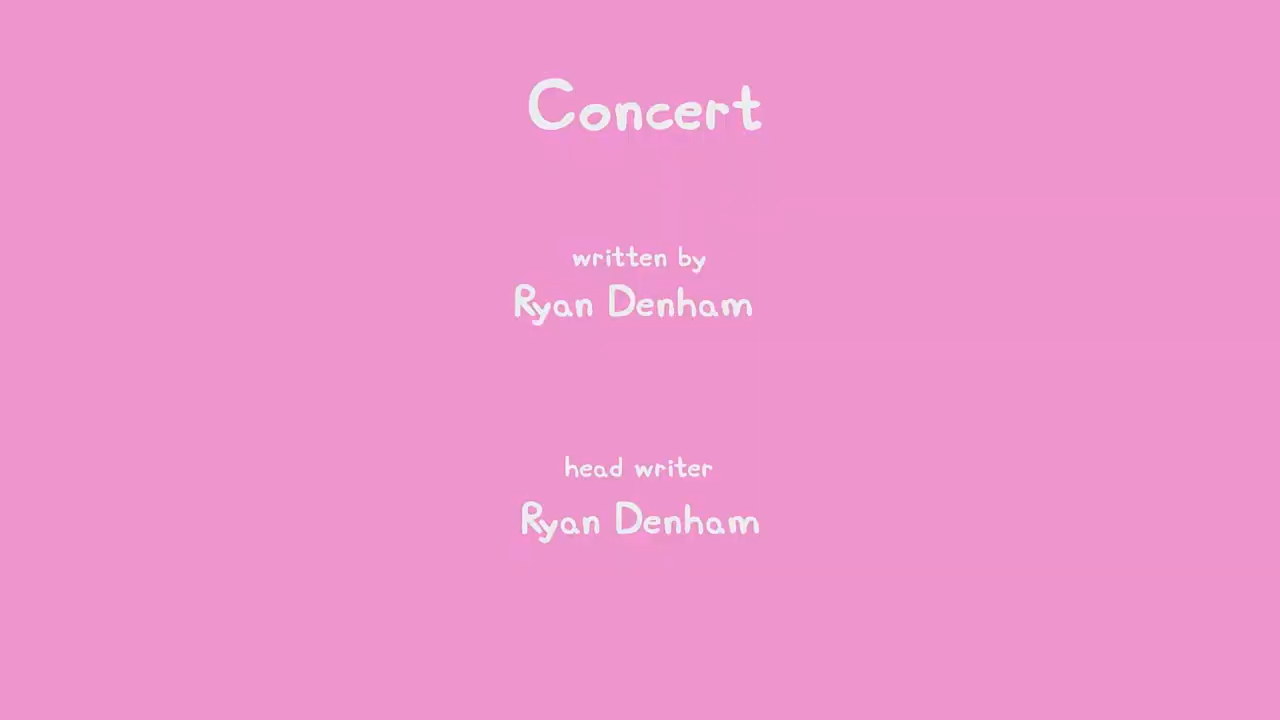 Concert
written by
Ryan Denham
head writer
Ryan Denham